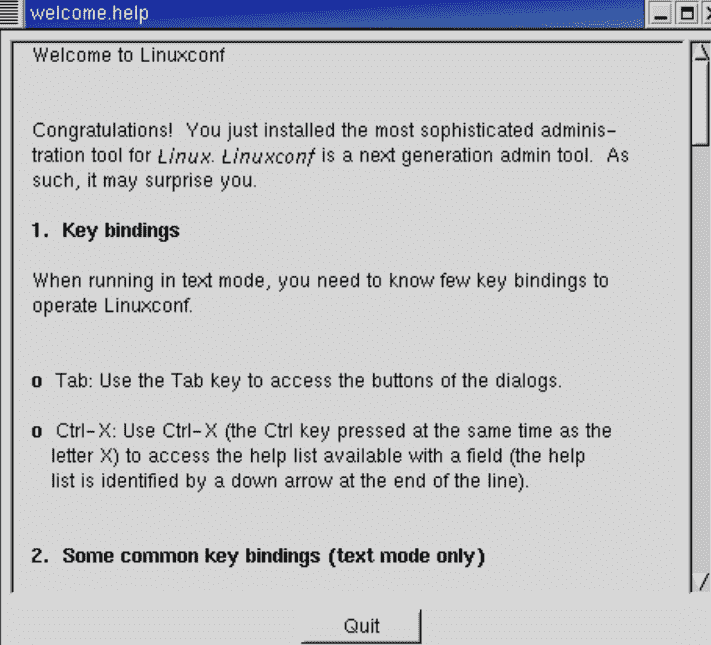 welcome.help
Welcome to Linuxconf
Congratulations! You just installed the most sophisticated adminis-
tration tool for Linux. Linuxconf is a next generation admin tool. As
such, it may surprise you.
1. Key bindings
When running in text mode, you need to know few key bindings to
operate Linuxconf.
o Tab: Use the Tab key to access the buttons of the dialogs.
o Ctrl-X: Use Ctrl-X (the Ctrl key pressed at the same time as the
letter X) to access the help list available with a field (the help
list is identified by a down arrow at the end of the line).
2. Some common key bindings (text mode only)
Quit